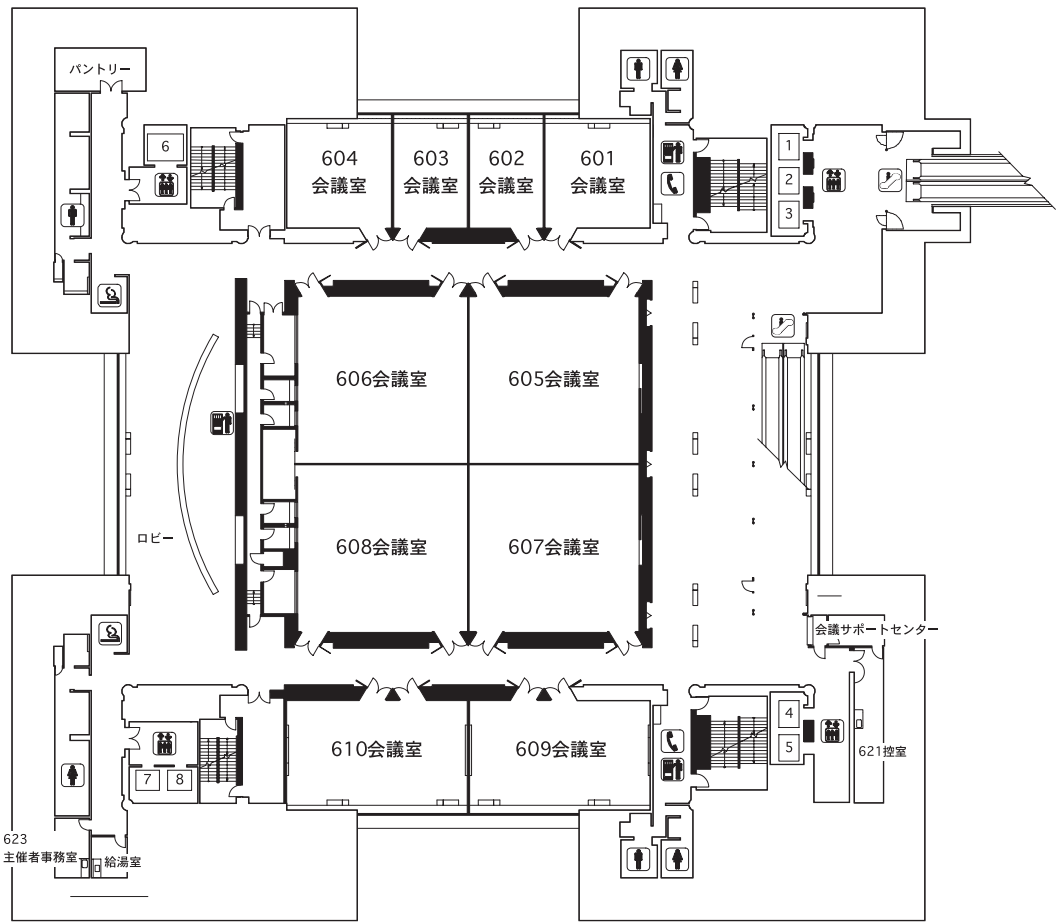 パントリー
6
604
会議室
603
会議室
602
会議室
601
会議室
1
2
3
606会議室
605会議室
ロビー
608会議室
607会議室
会議サポートセンター
610会議室
609会議室
4
5
621控室
7
8
623
主催者事務室
給湯室